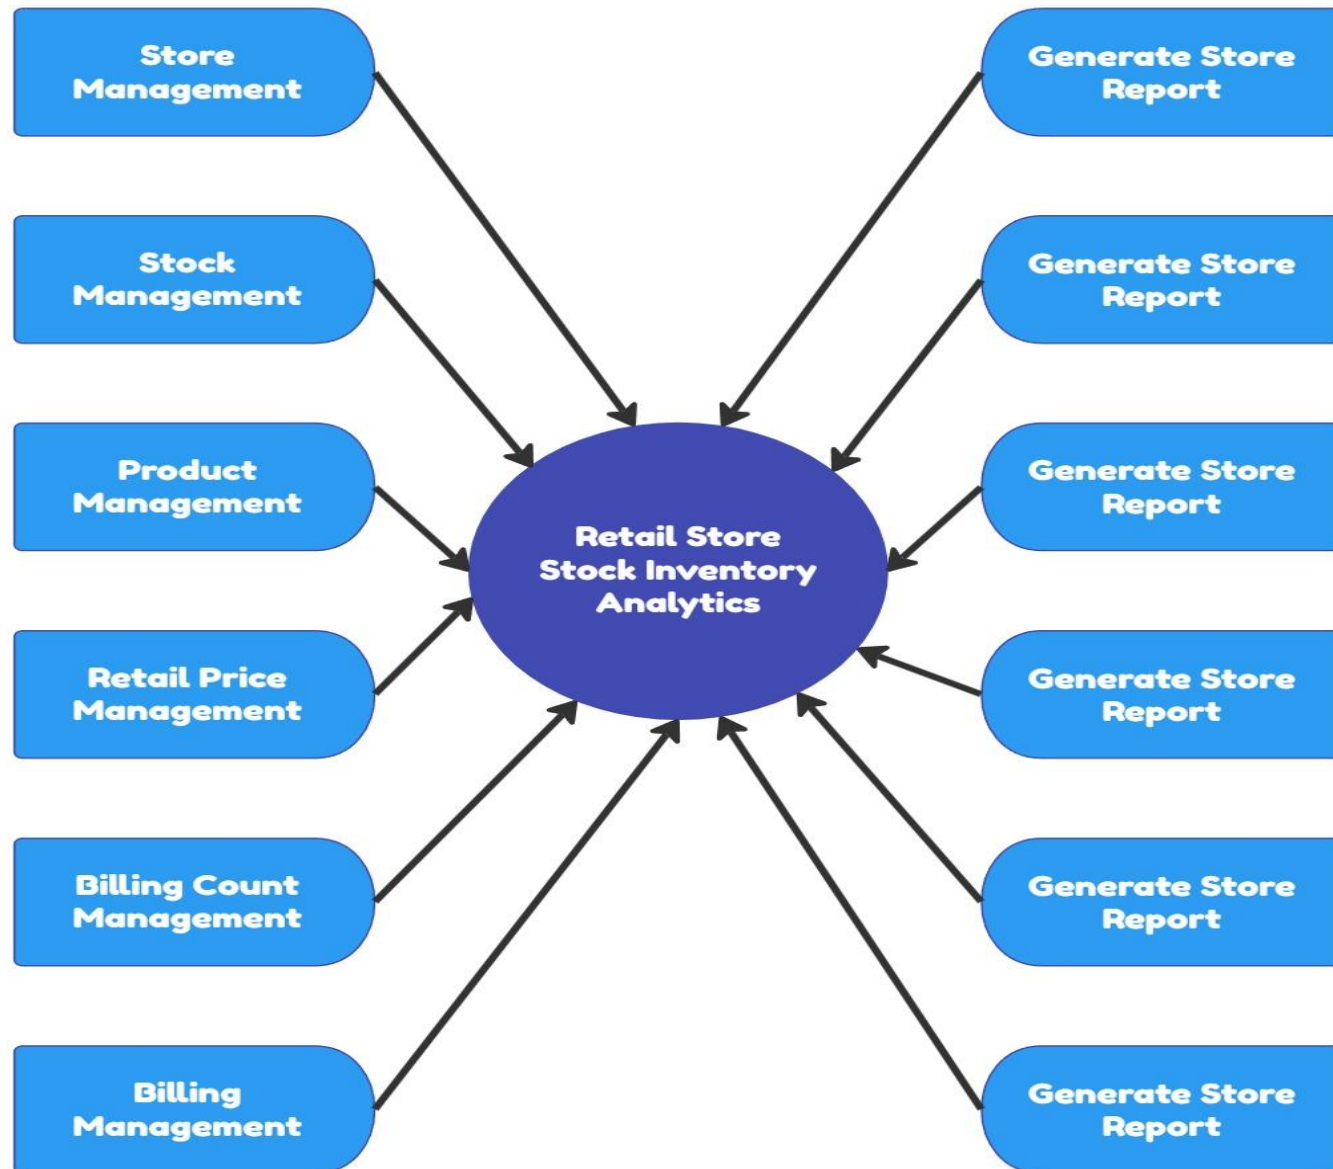 Store
Management
Generate Store
Report
Stock
Management
Generate Store
Report
Product
Management
Generate Store
Report
Retail Store
Stock Inventory
Analytics
Retail Price
Management
Generate Store
Report
Billing Count
Management
Generate Store
Report
Billing
Management
Generate Store
Report